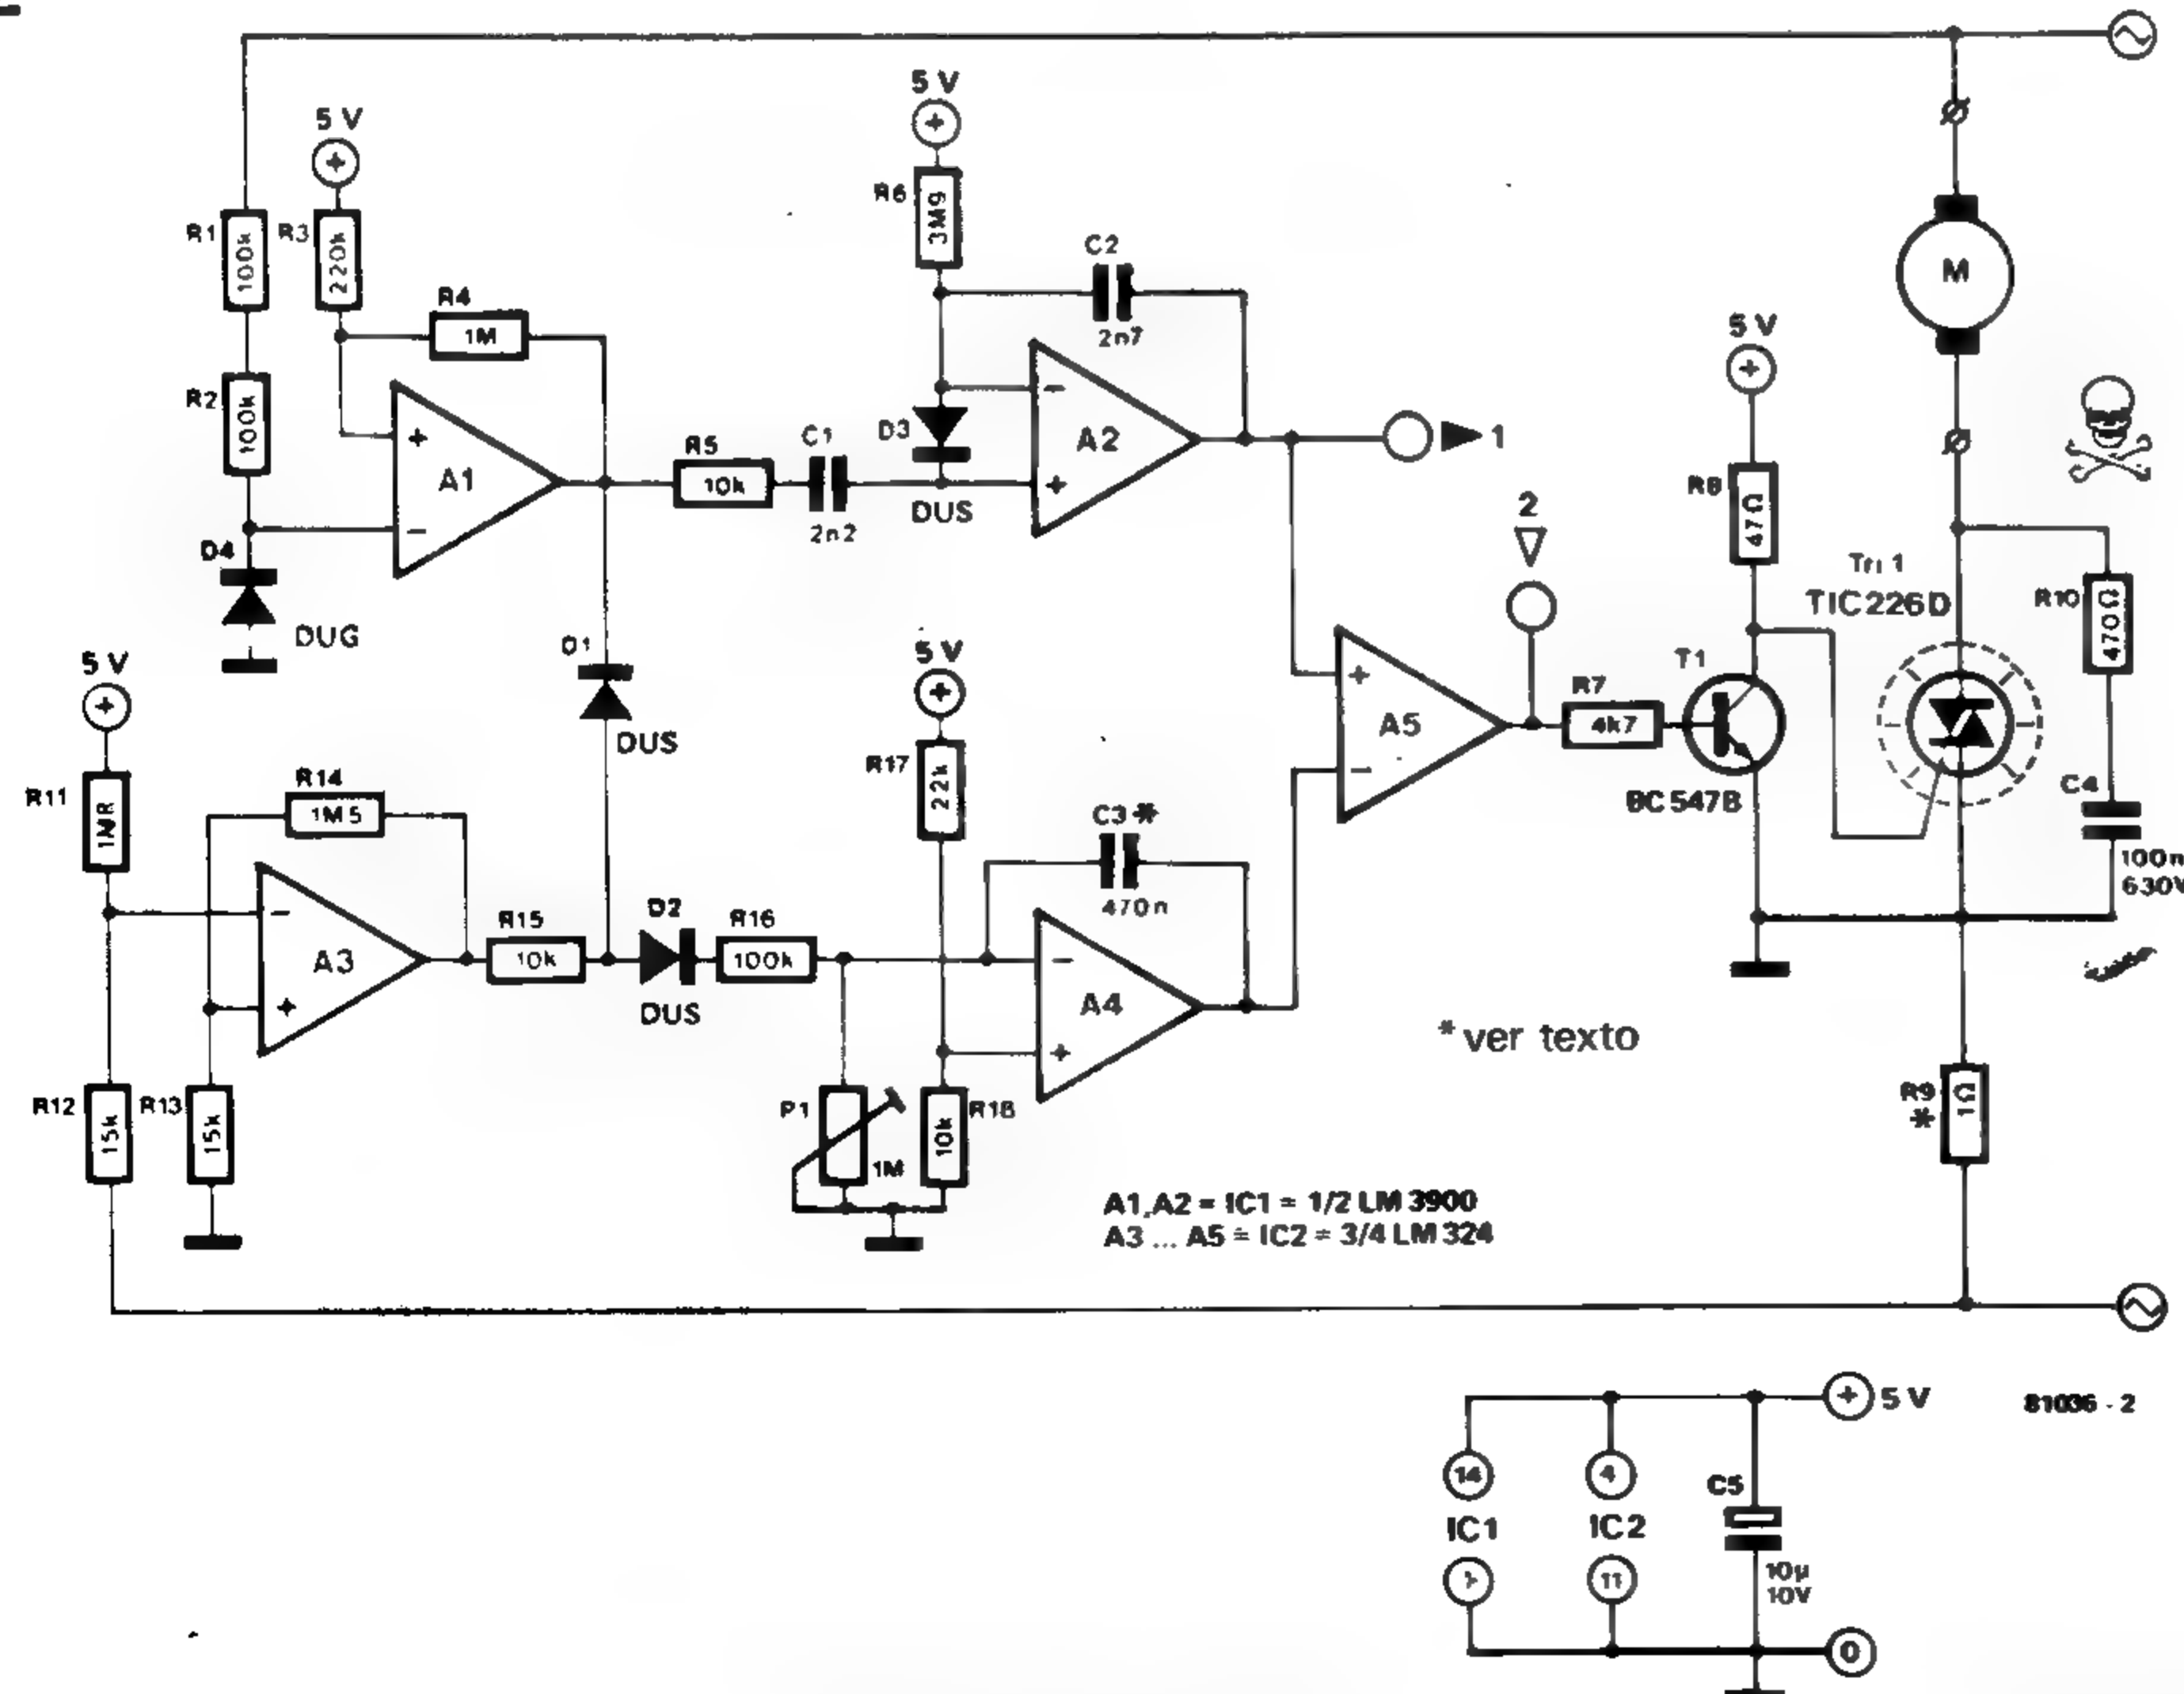 5 V
5 V
R6
3M9
R1
100k
R3
220k
C2
2n7
R4
1M
M
5 V
R2
100k
+
A1
−
R5
10k
C1
2n2
D3
DUS
−
A2
+
1
2
R8
47Ω
D4
DUG
Tri 1
TIC226D
R10
470Ω
5 V
D1
DUS
5 V
+
A5
−
R7
4k7
T1
BC547B
R11
R14
1M5
R17
22k
C3*
470n
C4
100n
630V
−
A3
+
R15
10k
D2
DUS
R16
100k
−
A4
+
*ver texto
R12
15k
R13
15k
P1
1M
R18
10k
R9
*
1Ω
A1, A2 = IC1 = 1/2 LM 3900
A3 ... A5 = IC2 = 3/4 LM 324
5 V
81036 - 2
14
4
C5
IC1
IC2
10µ
10V
11
0